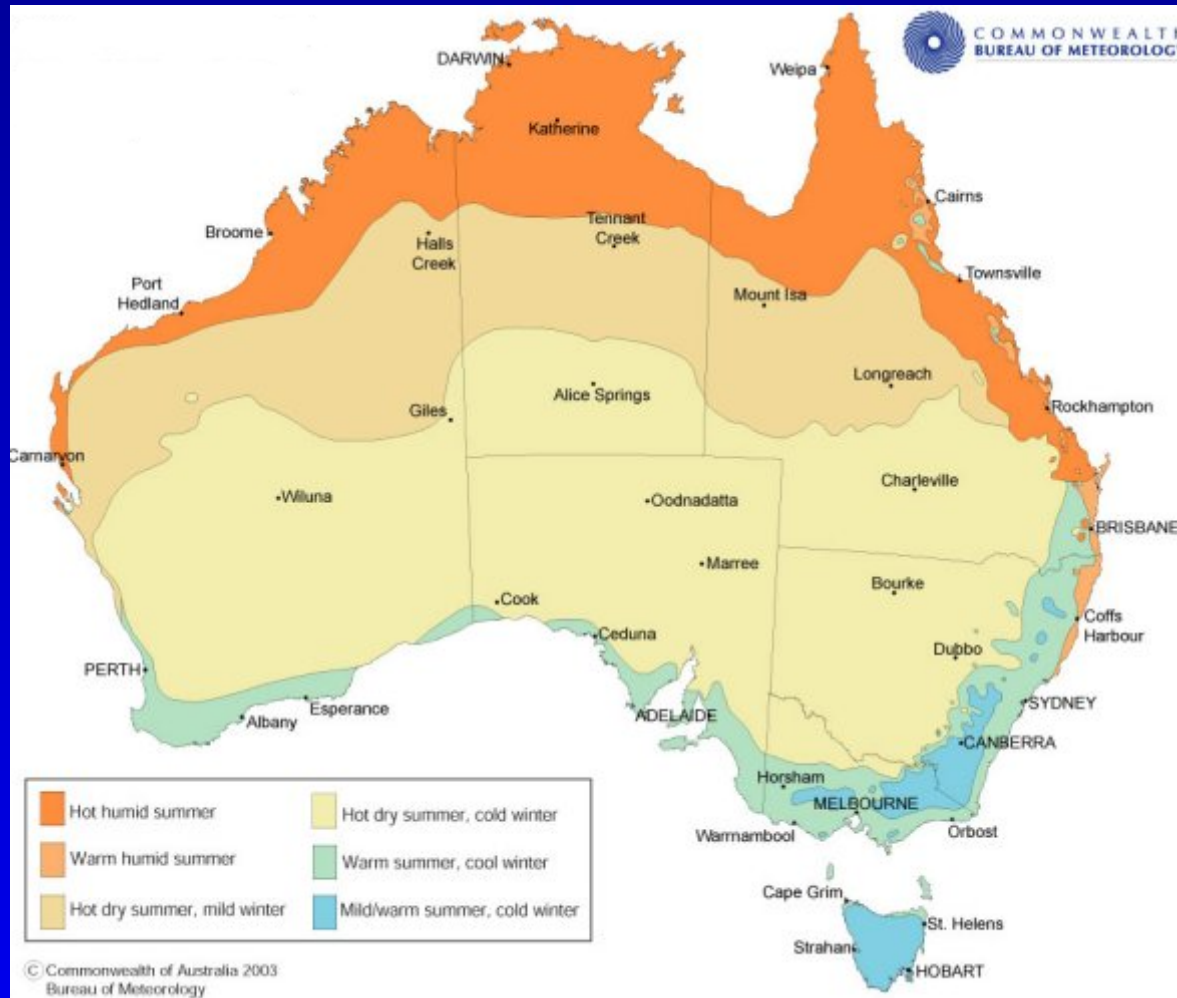 COMMONWEALTH
BUREAU OF METEOROLOGY
DARWIN
Weipa
Katherine
Cairns
Broome
Halls
Creek
Tennant
Creek
Townsville
Port
Hedland
Mount Isa
Longreach
Alice Springs
Giles
Rockhampton
Carnarvon
Wiluna
Oodnadatta
Charleville
BRISBANE
Marree
Bourke
Cook
Coffs
Harbour
Ceduna
Dubbo
PERTH
Esperance
Albany
ADELAIDE
SYDNEY
CANBERRA
Horsham
MELBOURNE
Warrnambool
Orbost
Cape Grim
St. Helens
Strahan
HOBART
Hot humid summer
Warm humid summer
Hot dry summer, mild winter
Hot dry summer, cold winter
Warm summer, cool winter
Mild/warm summer, cold winter
© Commonwealth of Australia 2003
Bureau of Meteorology